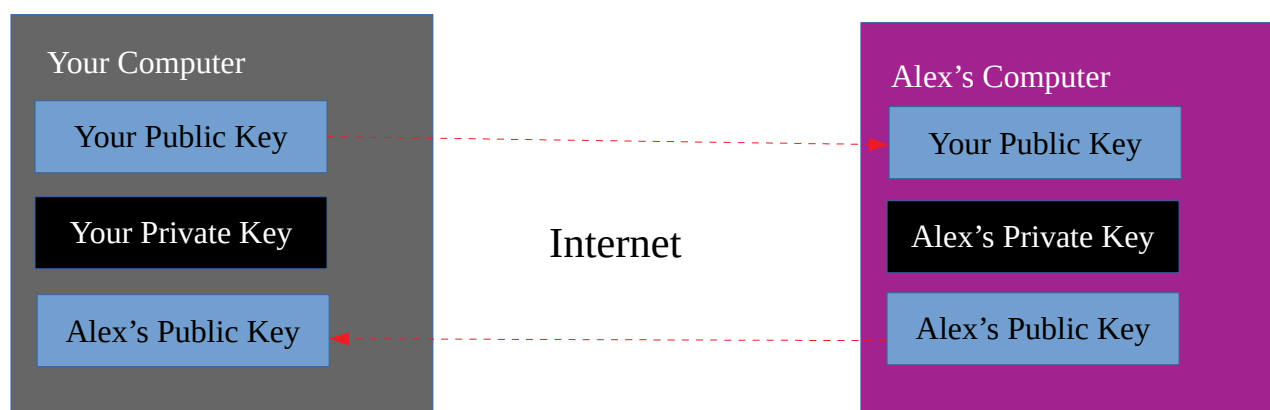 Your Computer
Your Public Key
Your Private Key
Alex’s Public Key
Internet
Alex’s Computer
Your Public Key
Alex’s Private Key
Alex’s Public Key